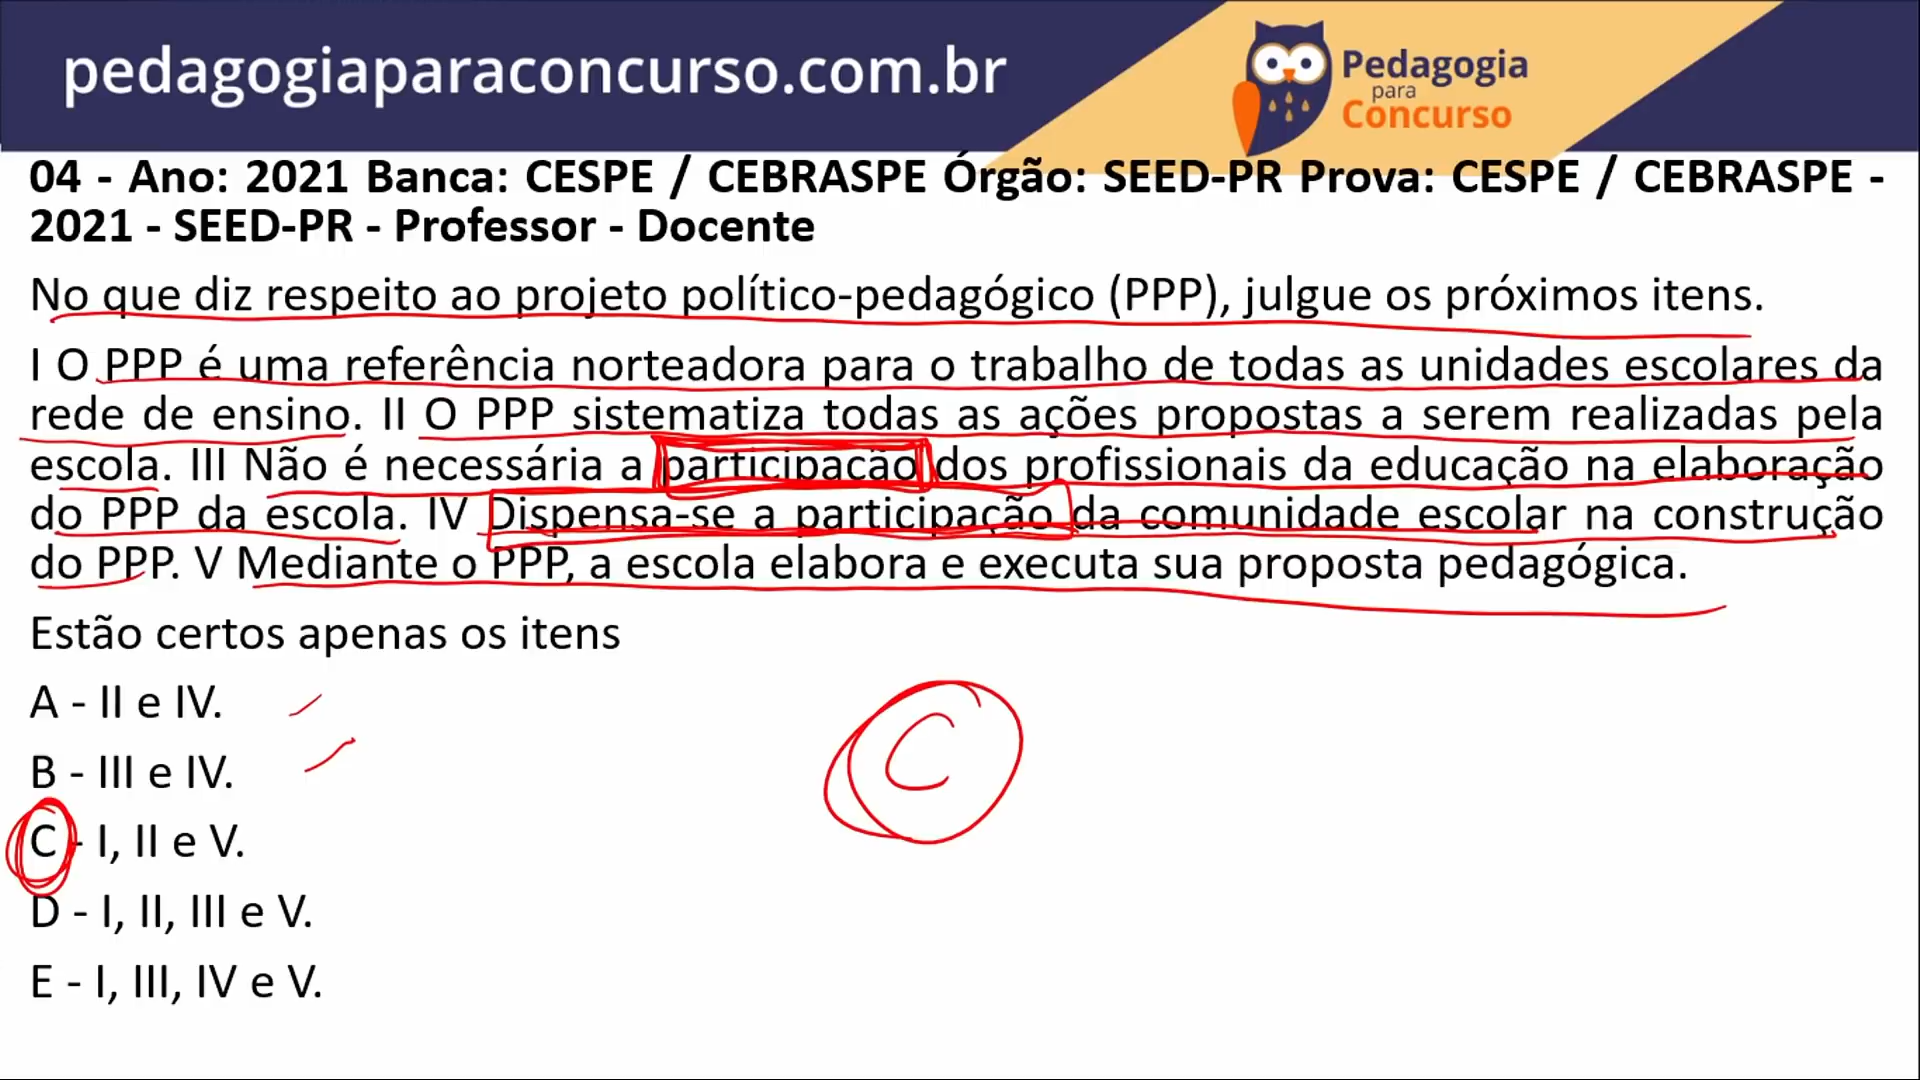 pedagogiaparaconcurso.com.br
Pedagogia
para
Concurso
04 - Ano: 2021 Banca: CESPE / CEBRASPE Órgão: SEED-PR Prova: CESPE / CEBRASPE -
2021 - SEED-PR - Professor - Docente
No que diz respeito ao projeto político-pedagógico (PPP), julgue os próximos itens.
I O PPP é uma referência norteadora para o trabalho de todas as unidades escolares da
rede de ensino. II O PPP sistematiza todas as ações propostas a serem realizadas pela
escola. III Não é necessária a participação dos profissionais da educação na elaboração
do PPP da escola. IV Dispensa-se a participação da comunidade escolar na construção
do PPP. V Mediante o PPP, a escola elabora e executa sua proposta pedagógica.
Estão certos apenas os itens
A - II e IV.
B - III e IV.
C
C - I, II e V.
D - I, II, III e V.
E - I, III, IV e V.